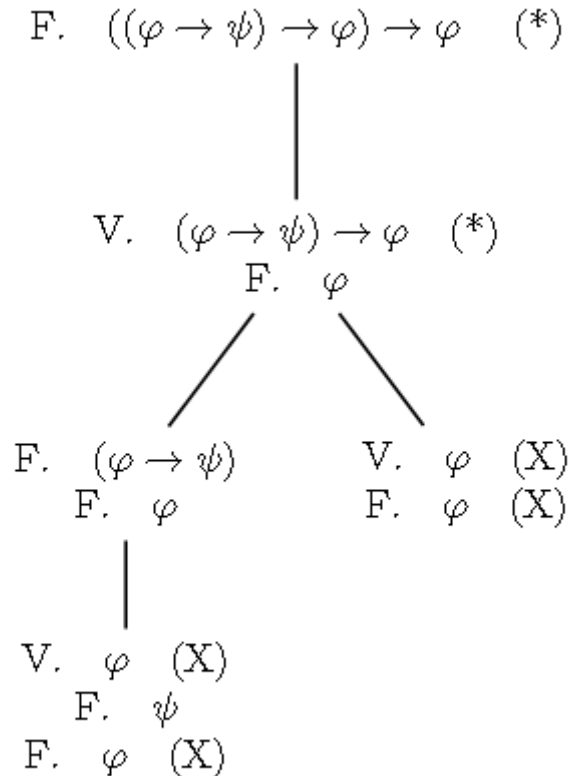 F. ((φ → ψ) → φ) → φ (*)
V. (φ → ψ) → φ (*)
F. φ
F. (φ → ψ)
F. φ
V. φ (X)
F. φ (X)
V. φ (X)
F. ψ
F. φ (X)